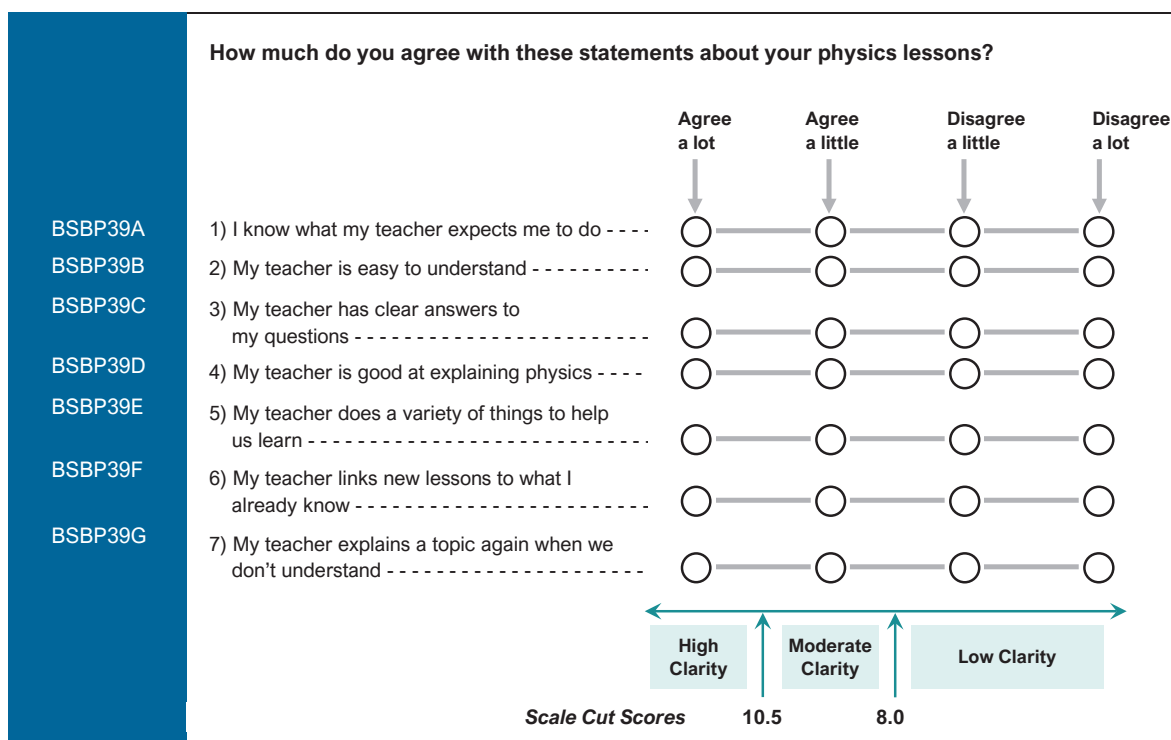 How much do you agree with these statements about your physics lessons?
Agree a lot
Agree a little
Disagree a little
Disagree a lot
BSBP39A 1) I know what my teacher expects me to do - - - -
BSBP39B 2) My teacher is easy to understand - - - - - - - - - -
BSBP39C 3) My teacher has clear answers to
my questions - - - - - - - - - - - - - - - - - - - - - - - - -
BSBP39D 4) My teacher is good at explaining physics - - - -
BSBP39E 5) My teacher does a variety of things to help
us learn - - - - - - - - - - - - - - - - - - - - - - - - - - - - -
BSBP39F 6) My teacher links new lessons to what I
already know - - - - - - - - - - - - - - - - - - - - - - - - -
BSBP39G 7) My teacher explains a topic again when we
don't understand - - - - - - - - - - - - - - - - - - - - - -
High Clarity
Moderate Clarity
Low Clarity
Scale Cut Scores 10.5 8.0